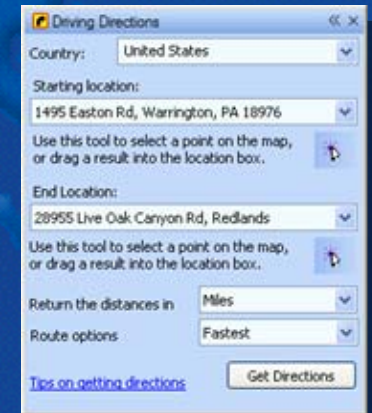 Driving Directions
Country: United States
Starting location:
1495 Easton Rd, Warrington, PA 18976
Use this tool to select a point on the map,
or drag a result into the location box.
End Location:
28955 Live Oak Canyon Rd, Redlands
Use this tool to select a point on the map,
or drag a result into the location box.
Return the distances in Miles
Route options Fastest
Tips on getting directions Get Directions